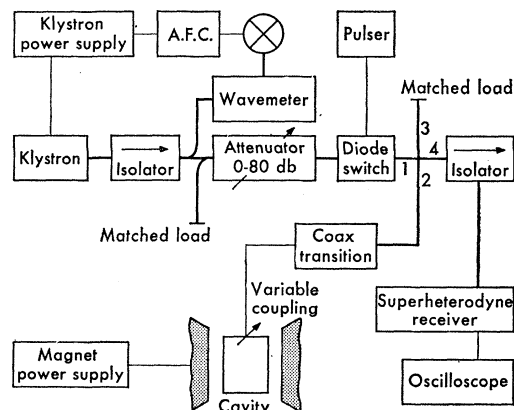 Klystron
power supply
A.F.C.
Pulser
Wavemeter
Matched load
Klystron
Isolator
Attenuator
0-80 db
Diode
switch
1
2
3
4
Isolator
Matched load
Coax
transition
Variable
coupling
Superheterodyne
receiver
Magnet
power supply
Cavity
Oscilloscope